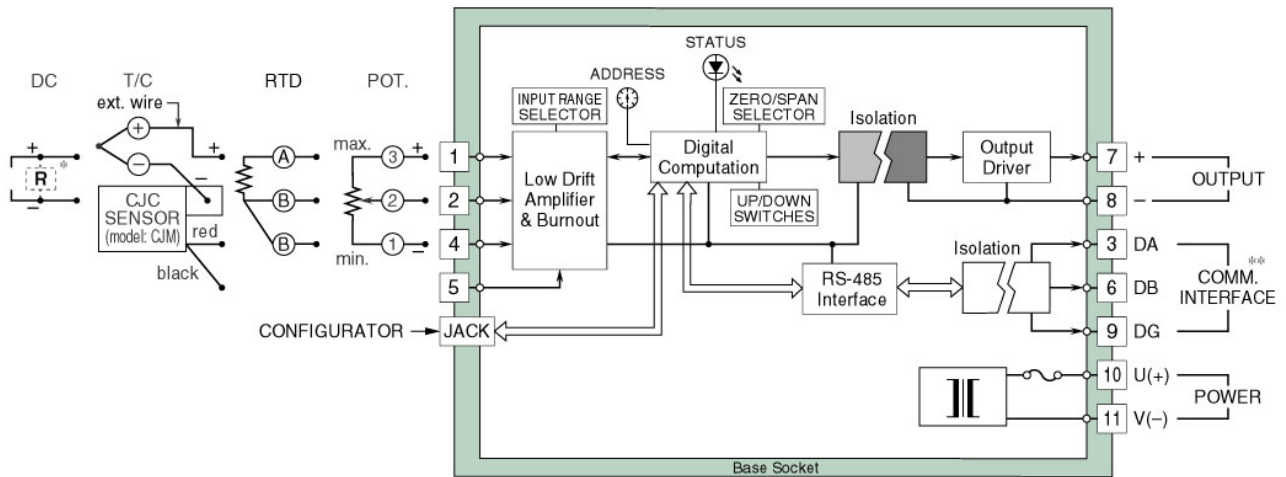 DC
T/C
ext. wire
+
R
*
–
+
–
+
–
CJC
SENSOR
(model: CJM)
red
black
RTD
A
B
B
POT.
max.
3
+
2
1
–
min.
1
2
4
5
CONFIGURATOR
JACK
INPUT RANGE
SELECTOR
Low Drift
Amplifier
& Burnout
ADDRESS
STATUS
ZERO/SPAN
SELECTOR
Digital
Computation
UP/DOWN
SWITCHES
Isolation
Output
Driver
RS-485
Interface
Isolation
7
+
8
–
OUTPUT
3
DA
6
DB
9
DG
COMM. **
INTERFACE
10
U(+)
11
V(–)
POWER
Base Socket